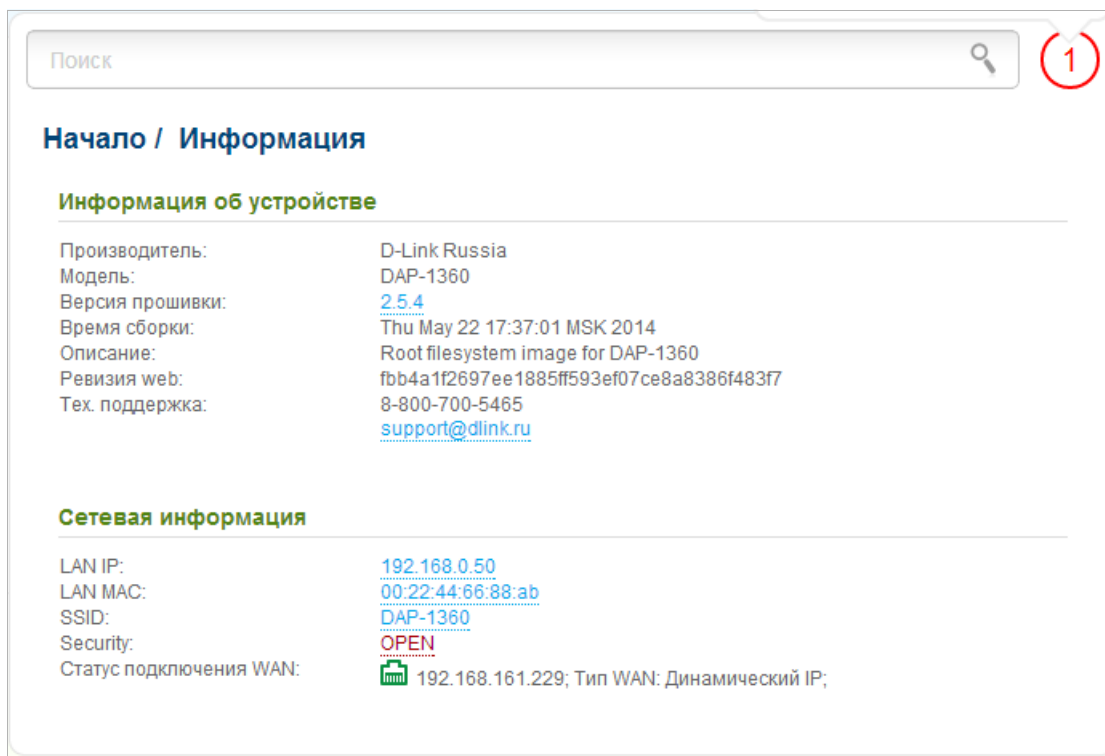 Поиск
1
Начало / Информация
Информация об устройстве
Производитель: D-Link Russia
Модель: DAP-1360
Версия прошивки: 2.5.4
Время сборки: Thu May 22 17:37:01 MSK 2014
Описание: Root filesystem image for DAP-1360
Ревизия web: fbb4a1f2697ee1885ff593ef07ce8a8386f483f7
Тех. поддержка: 8-800-700-5465
support@dlink.ru
Сетевая информация
LAN IP: 192.168.0.50
LAN MAC: 00:22:44:66:88:ab
SSID: DAP-1360
Security: OPEN
Статус подключения WAN: 192.168.161.229; Тип WAN: Динамический IP;